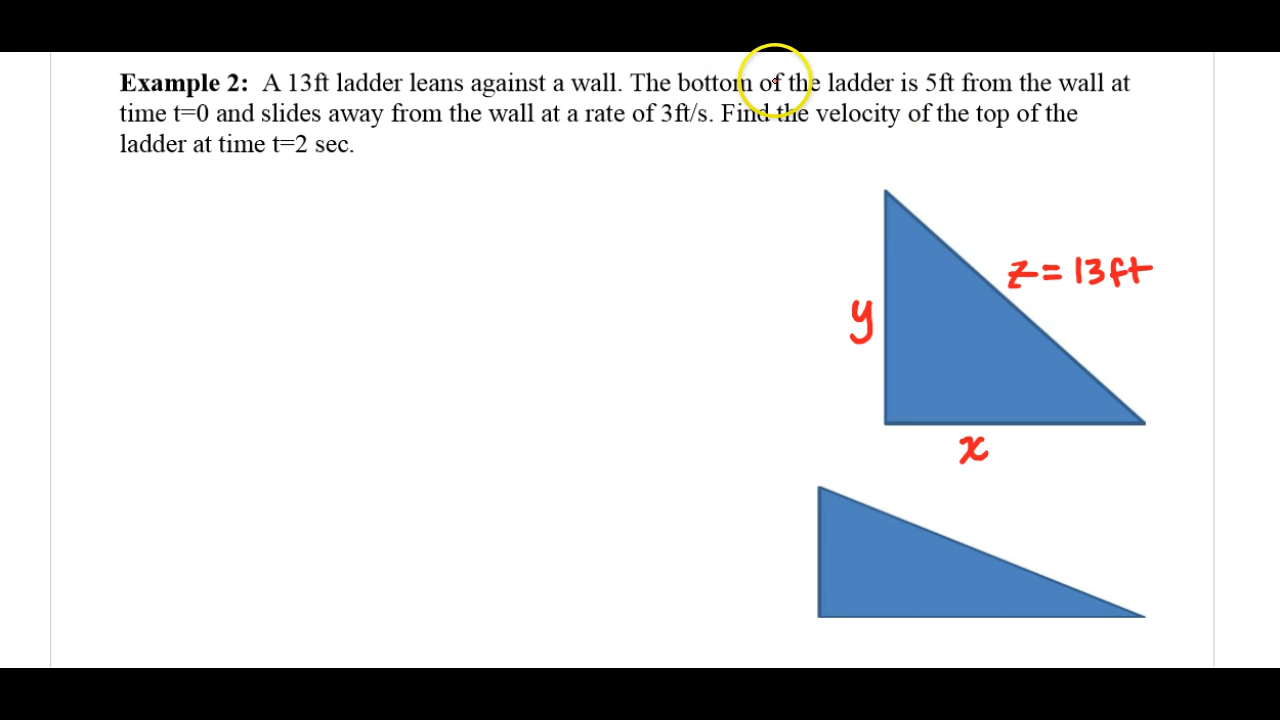 Example 2: A 13ft ladder leans against a wall. The bottom of the ladder is 5ft from the wall at
time t=0 and slides away from the wall at a rate of 3ft/s. Find the velocity of the top of the
ladder at time t=2 sec.
z = 13ft
y
x